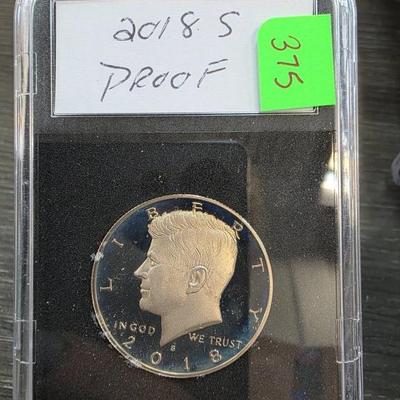 2018 S
PROOF
375
LIBERTY
IN GOD WE TRUST
S
2018